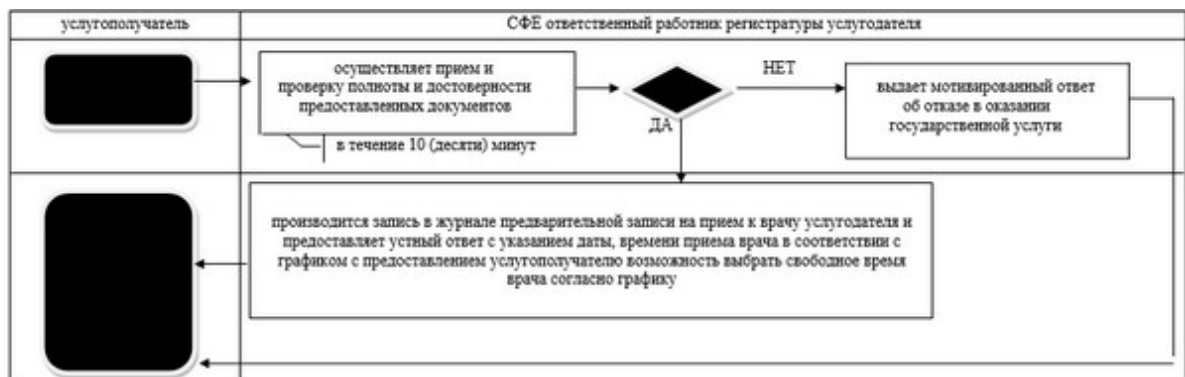 услугополучатель
СФЕ ответственный работник регистратуры услугодателя
осуществляет прием и
проверку полноты и достоверности
предоставленных документов
в течение 10 (десяти) минут
НЕТ
ДА
выдает мотивированный ответ
об отказе в оказании
государственной услуги
производится запись в журнале предварительной записи на прием к врачу услугодателя и
предоставляет устный ответ с указанием даты, времени приема врача в соответствии с
графиком с предоставлением услугополучателю возможность выбрать свободное время
врача согласно графику